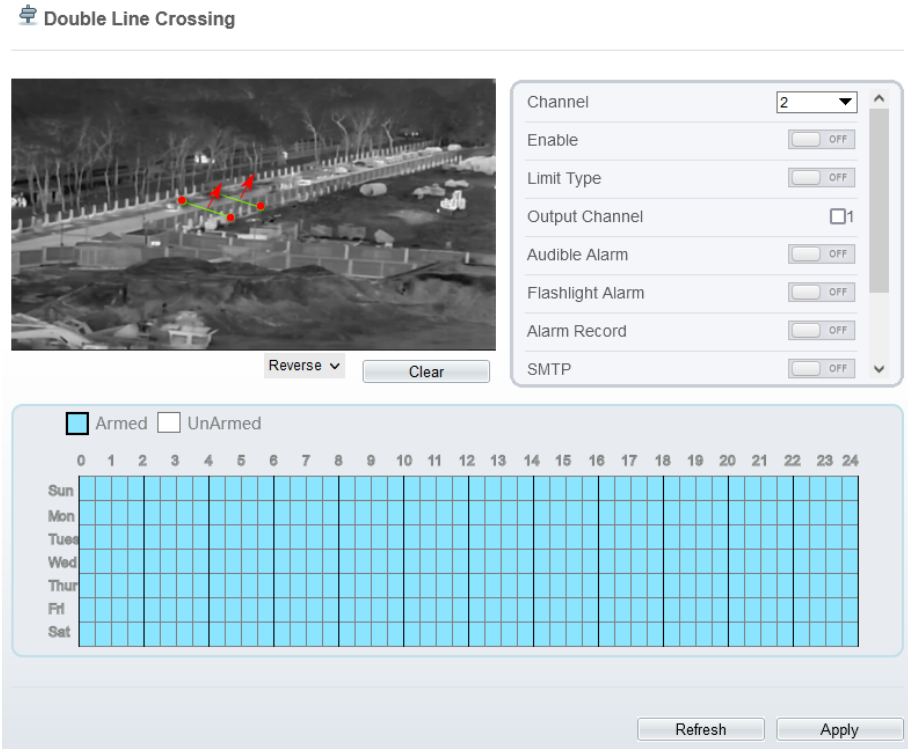 Double Line Crossing
Channel 2
Enable OFF
Limit Type OFF
Output Channel 1
Audible Alarm OFF
Flashlight Alarm OFF
Alarm Record OFF
SMTP OFF
Reverse Clear
Armed UnArmed
0 1 2 3 4 5 6 7 8 9 10 11 12 13 14 15 16 17 18 19 20 21 22 23 24
Sun
Mon
Tues
Wed
Thur
Fri
Sat
Refresh Apply